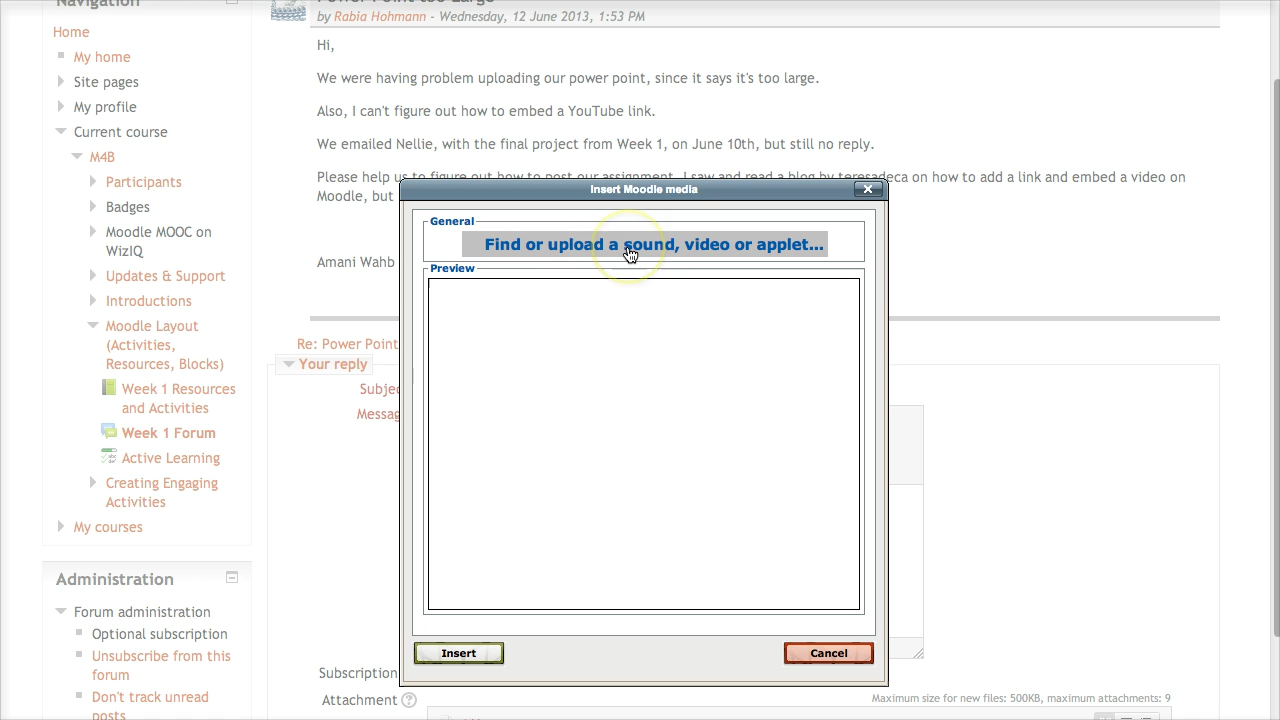 Navigation
Home
My home
Site pages
My profile
Current course
M4B
Participants
Badges
Moodle MOOC on
WizIQ
Updates & Support
Introductions
Moodle Layout
(Activities,
Resources, Blocks)
Week 1 Resources
and Activities
Week 1 Forum
Active Learning
Creating Engaging
Activities
My courses
Administration
Forum administration
Optional subscription
Unsubscribe from this
forum
Don't track unread
posts
Power Point too Large
by Rabia Hohmann - Wednesday, 12 June 2013, 1:53 PM
Hi,
We were having problem uploading our power point, since it says it's too large.
Also, I can't figure out how to embed a YouTube link.
We emailed Nellie, with the final project from Week 1, on June 10th, but still no reply.
Please help us to figure out how to post our assignment. I saw and read a blog by teresadeca on how to add a link and embed a video on
Moodle, but
Amani Wahb
Re: Power Point
Your reply
Subjec
Messag
Subscription
Attachment
Maximum size for new files: 500KB, maximum attachments: 9
Insert Moodle media
General
Find or upload a sound, video or applet...
Preview
Insert
Cancel